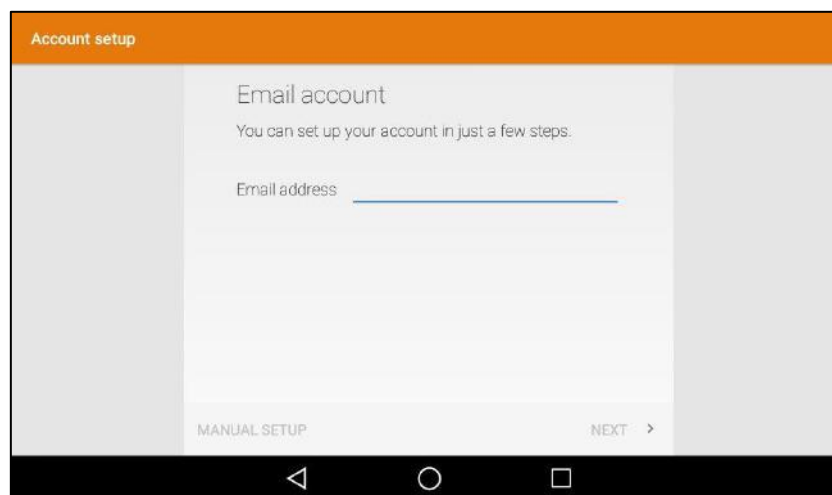 Account setup
Email account
You can set up your account in just a few steps.
Email address
MANUAL SETUP
NEXT